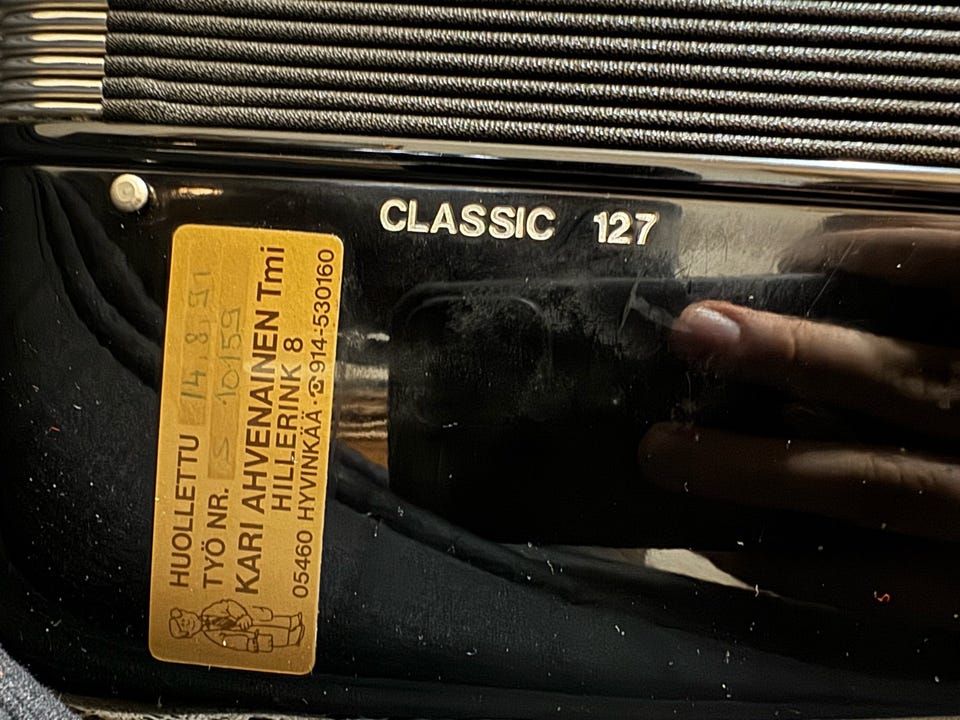 CLASSIC 127
HUOLLETTU 14.8.91
TYÖ NR. S 10159
KARI AHVENAINEN Tmi
HILLERINK 8
05460 HYVINKÄÄ · ☎914-530160